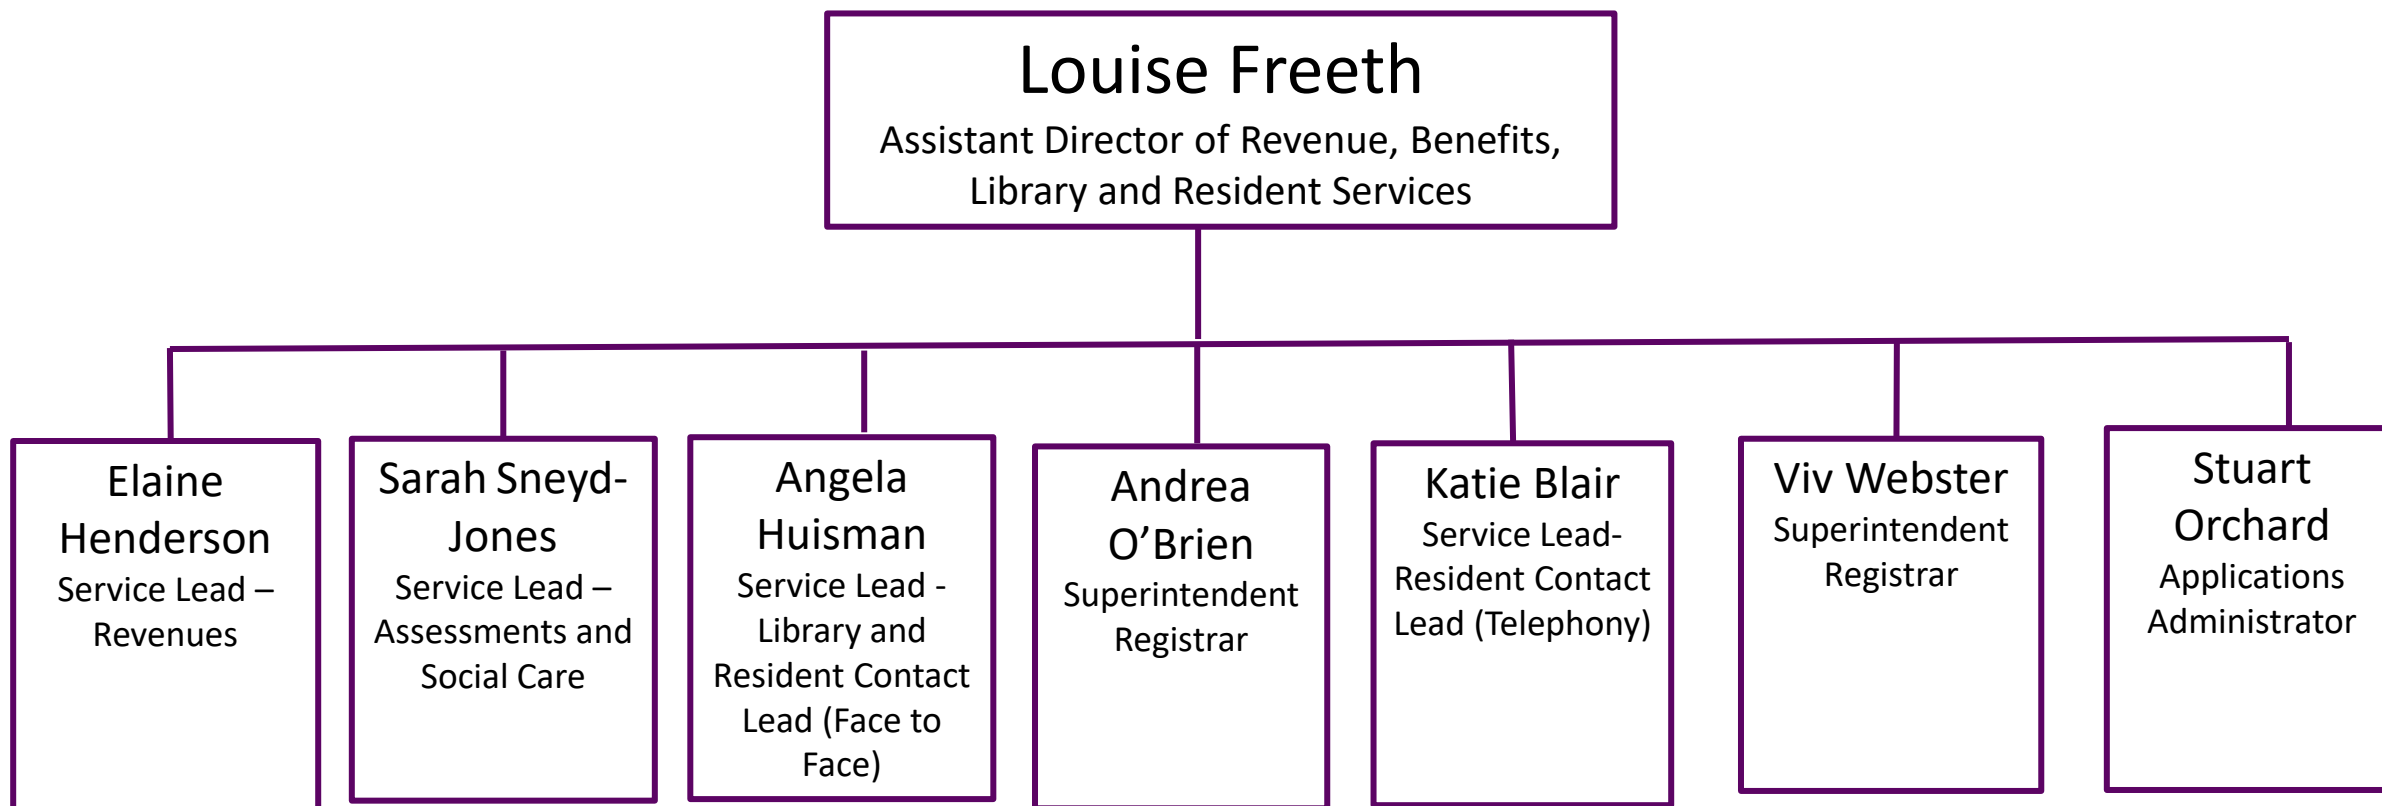 Louise Freeth
Assistant Director of Revenue, Benefits,
Library and Resident Services
Elaine
Henderson
Service Lead –
Revenues
Sarah Sneyd-
Jones
Service Lead –
Assessments and
Social Care
Angela
Huisman
Service Lead -
Library and
Resident Contact
Lead (Face to
Face)
Andrea
O’Brien
Superintendent
Registrar
Katie Blair
Service Lead-
Resident Contact
Lead (Telephony)
Viv Webster
Superintendent
Registrar
Stuart
Orchard
Applications
Administrator